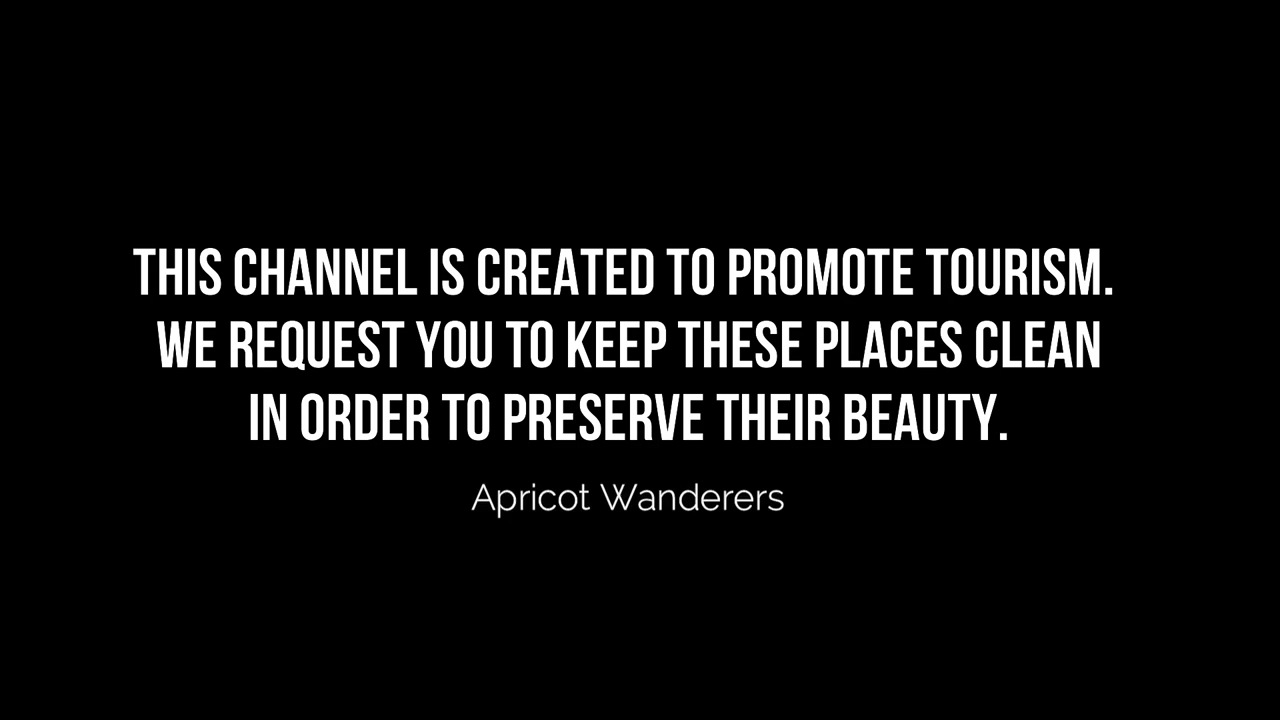 THIS CHANNEL IS CREATED TO PROMOTE TOURISM.
WE REQUEST YOU TO KEEP THESE PLACES CLEAN
IN ORDER TO PRESERVE THEIR BEAUTY.
Apricot Wanderers